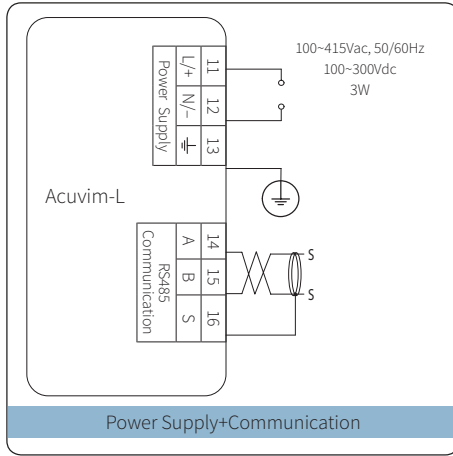 100~415Vac, 50/60Hz
100~300Vdc
3W
Power Supply
L/+
N/–
11
12
13
Acuvim-L
RS485
Communication
A
B
S
14
15
16
S
S
Power Supply+Communication